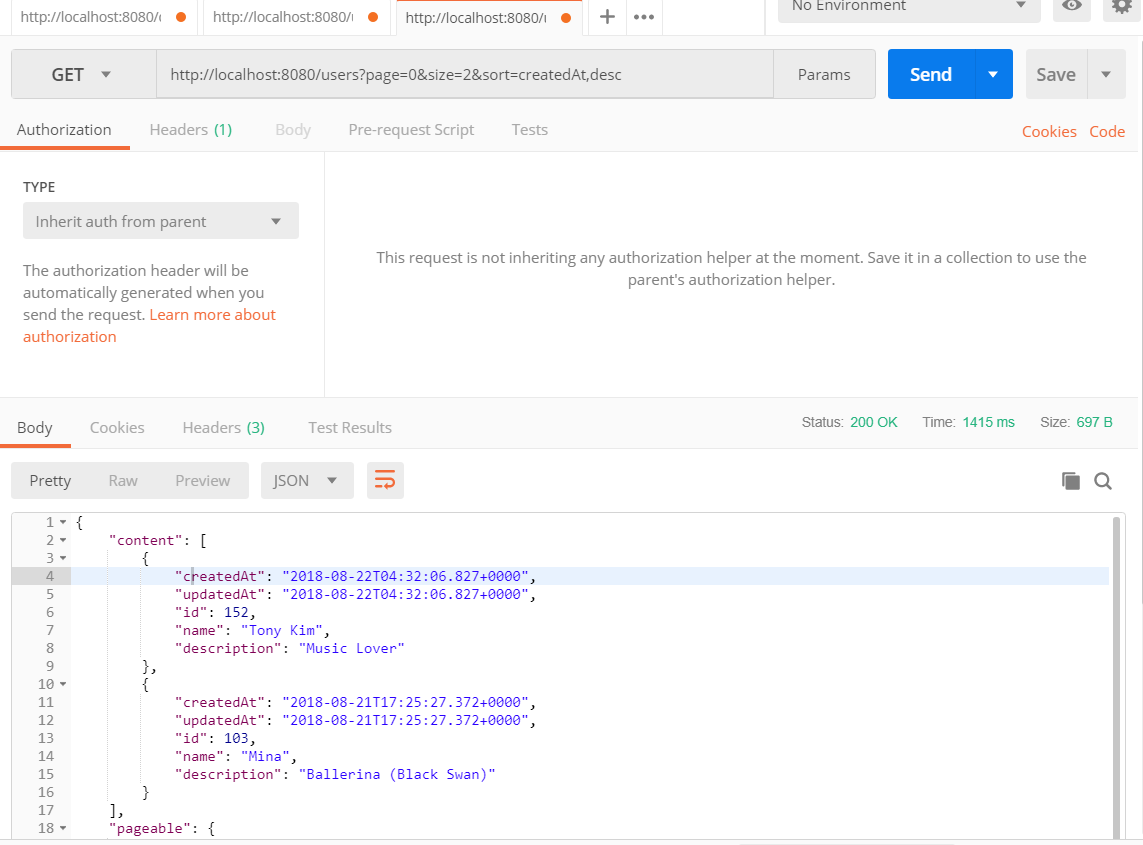 http://localhost:8080/ http://localhost:8080/ http://localhost:8080/ No Environment
GET http://localhost:8080/users?page=0&size=2&sort=createdAt,desc Params Send Save
Authorization Headers (1) Body Pre-request Script Tests Cookies Code
TYPE
Inherit auth from parent
The authorization header will be
automatically generated when you
send the request. Learn more about
authorization
This request is not inheriting any authorization helper at the moment. Save it in a collection to use the
parent's authorization helper.
Body Cookies Headers (3) Test Results Status: 200 OK Time: 1415 ms Size: 697 B
Pretty Raw Preview JSON
1 {
2 "content": [
3 {
4 "createdAt": "2018-08-22T04:32:06.827+0000",
5 "updatedAt": "2018-08-22T04:32:06.827+0000",
6 "id": 152,
7 "name": "Tony Kim",
8 "description": "Music Lover"
9 },
10 {
11 "createdAt": "2018-08-21T17:25:27.372+0000",
12 "updatedAt": "2018-08-21T17:25:27.372+0000",
13 "id": 103,
14 "name": "Mina",
15 "description": "Ballerina (Black Swan)"
16 }
17 ],
18 "pageable": {